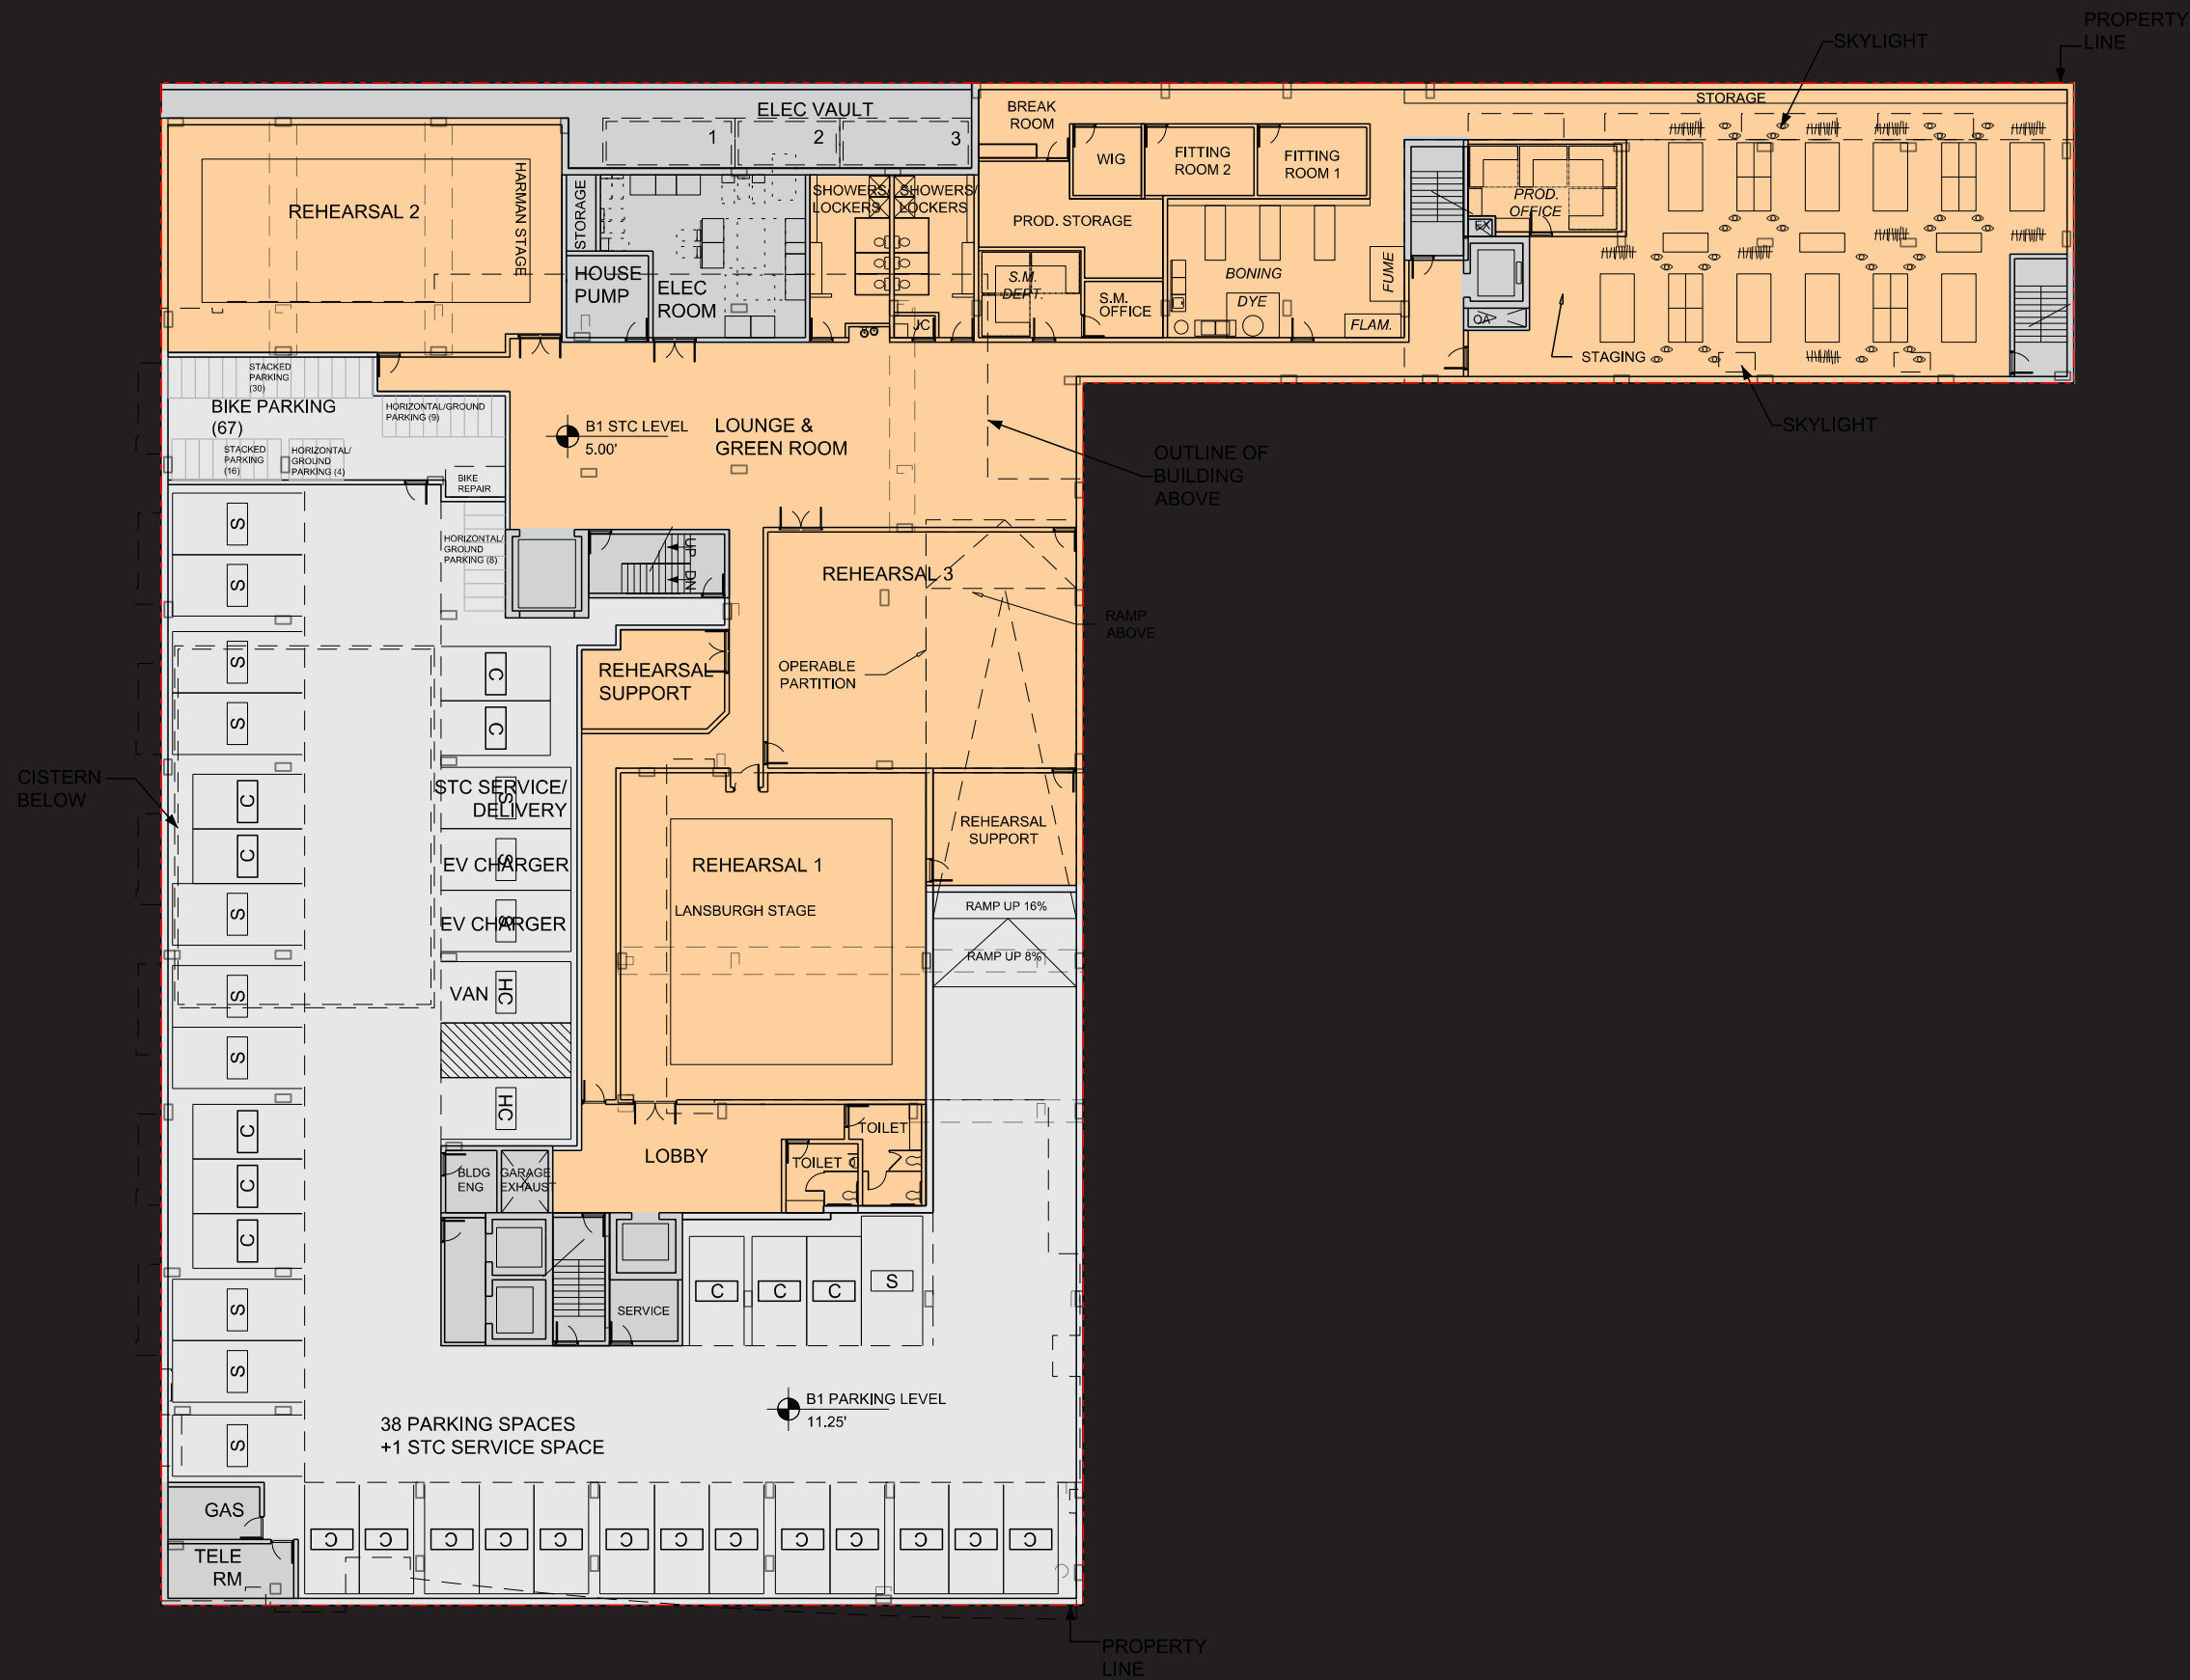 PROPERTY
LINE
SKYLIGHT
ELEC VAULT
1
2
3
BREAK
ROOM
STORAGE
WIG
FITTING
ROOM 2
FITTING
ROOM 1
REHEARSAL 2
HARMAN STAGE
STORAGE
SHOWERS/
LOCKERS
SHOWERS/
LOCKERS
PROD. STORAGE
PROD.
OFFICE
EX
HOUSE
PUMP
ELEC
ROOM
S.M.
DEPT.
S.M.
OFFICE
BONING
DYE
FUME
FLAM.
JC
OA
STAGING
SKYLIGHT
STACKED
PARKING
(30)
BIKE PARKING
(67)
HORIZONTAL/GROUND
PARKING (9)
STACKED
PARKING
(16)
HORIZONTAL/
GROUND
PARKING (4)
BIKE
REPAIR
B1 STC LEVEL
5.00'
LOUNGE &
GREEN ROOM
OUTLINE OF
BUILDING
ABOVE
HORIZONTAL/
GROUND
PARKING (8)
UP
DN
REHEARSAL 3
RAMP
ABOVE
OPERABLE
PARTITION
REHEARSAL
SUPPORT
S
S
S
S
C
C
CISTERN
BELOW
C
C
S
S
S
STC SERVICE/
DELIVERY
S
EV CHARGER
S
EV CHARGER
S
VAN
HC
HC
REHEARSAL 1
LANSBURGH STAGE
REHEARSAL
SUPPORT
RAMP UP 16%
RAMP UP 8%
C
C
C
TOILET
TOILET
LOBBY
BLDG
ENG
GARAGE
EXHAUST
SERVICE
C
C
C
S
S
S
S
B1 PARKING LEVEL
11.25'
38 PARKING SPACES
+1 STC SERVICE SPACE
GAS
TELE
RM
C
C
C
C
C
C
C
C
C
C
C
C
C
PROPERTY
LINE